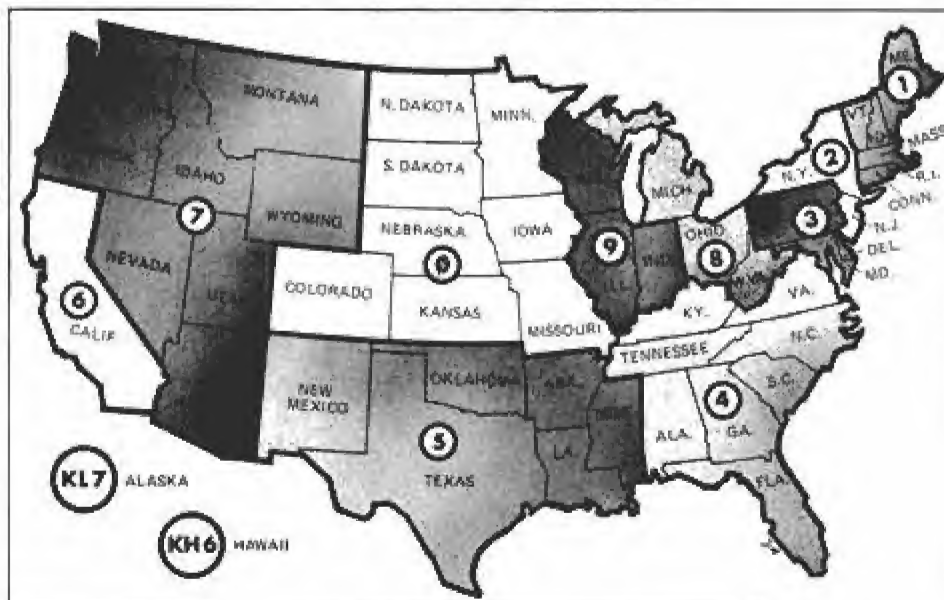 ME.
1
MONTANA
N. DAKOTA
MINN.
VT.
MASS
2
N.Y.
R.I.
CONN.
S. DAKOTA
MICH.
IDAHO
7
WYOMING
3
N.J.
NEBRASKA
IOWA
9
OHIO
DEL.
NEVADA
0
IND.
8
MD.
UTAH
COLORADO
ILL.
W.VA.
6
KANSAS
MISSOURI
KY.
VA.
CALIF
TENNESSEE
N.C.
NEW
MEXICO
OKLAHOMA
ARK.
S.C.
4
MISS.
5
ALA.
GA.
LA.
TEXAS
FLA.
KL7 ALASKA
KH6 HAWAII